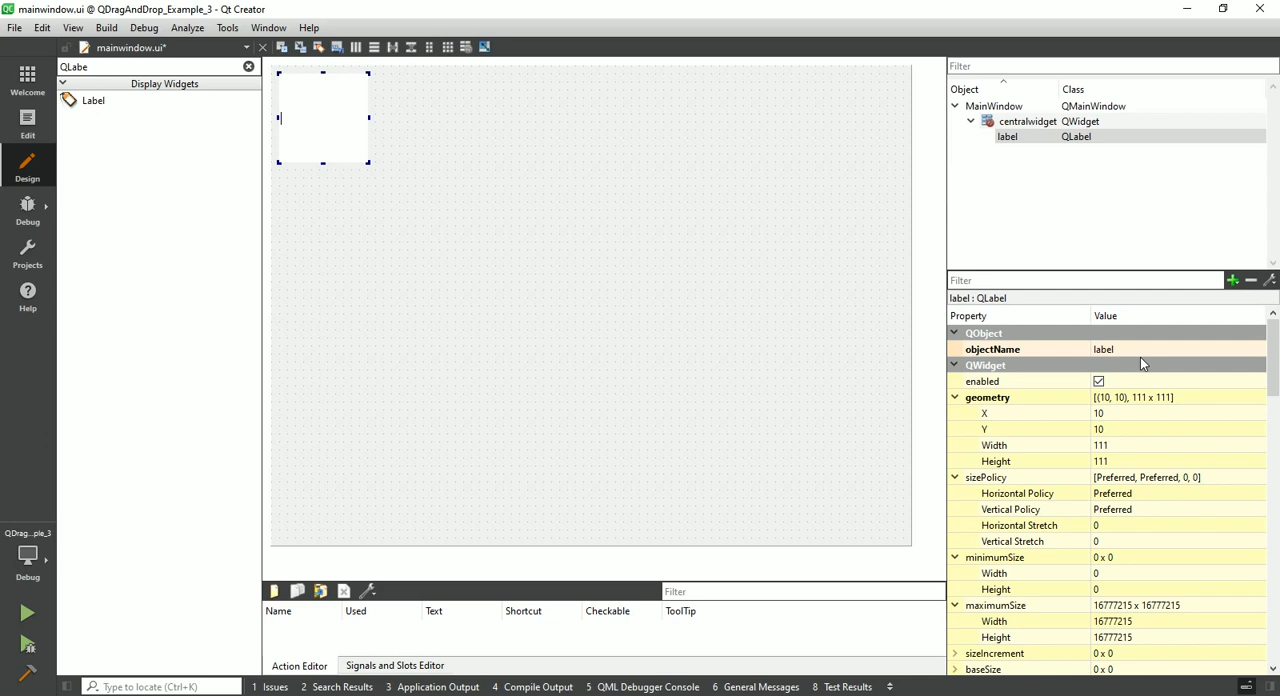 mainwindow.ui @ QDragAndDrop_Example_3 - Qt Creator
File Edit View Build Debug Analyze Tools Window Help
mainwindow.ui*
QLabe
Display Widgets
Label
Welcome
Edit
Design
Debug
Projects
Help
QDrag...ple_3
Debug
Filter
Object Class
MainWindow QMainWindow
centralwidget QWidget
label QLabel
Filter
label : QLabel
Property Value
QObject
objectName label
QWidget
enabled
geometry [(10, 10), 111 x 111]
X 10
Y 10
Width 111
Height 111
sizePolicy [Preferred, Preferred, 0, 0]
Horizontal Policy Preferred
Vertical Policy Preferred
Horizontal Stretch 0
Vertical Stretch 0
minimumSize 0 x 0
Width 0
Height 0
maximumSize 16777215 x 16777215
Width 16777215
Height 16777215
sizeIncrement 0 x 0
baseSize 0 x 0
Filter
Name Used Text Shortcut Checkable ToolTip
Action Editor Signals and Slots Editor
Type to locate (Ctrl+K) 1 Issues 2 Search Results 3 Application Output 4 Compile Output 5 QML Debugger Console 6 General Messages 8 Test Results